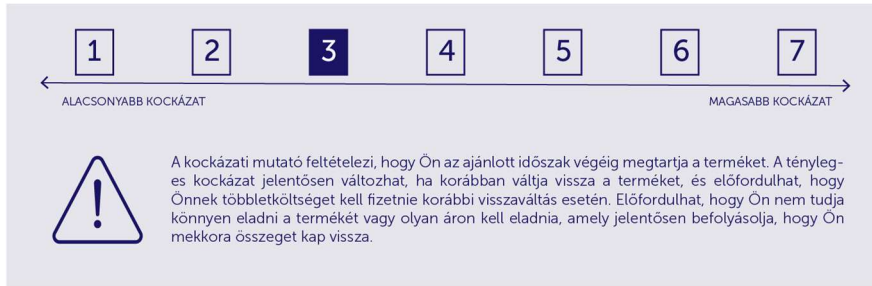 1 2 3 4 5 6 7
ALACSONYABB KOCKÁZAT MAGASABB KOCKÁZAT
A kockázati mutató feltételezi, hogy Ön az ajánlott időszak végéig megtartja a terméket. A tényleg-
es kockázat jelentősen változhat, ha korábban váltja vissza a terméket, és előfordulhat, hogy
Önnek többletköltséget kell fizetnie korábbi visszaváltás esetén. Előfordulhat, hogy Ön nem tudja
könnyen eladni a termékét vagy olyan áron kell eladnia, amely jelentősen befolyásolja, hogy Ön
mekkora összeget kap vissza.